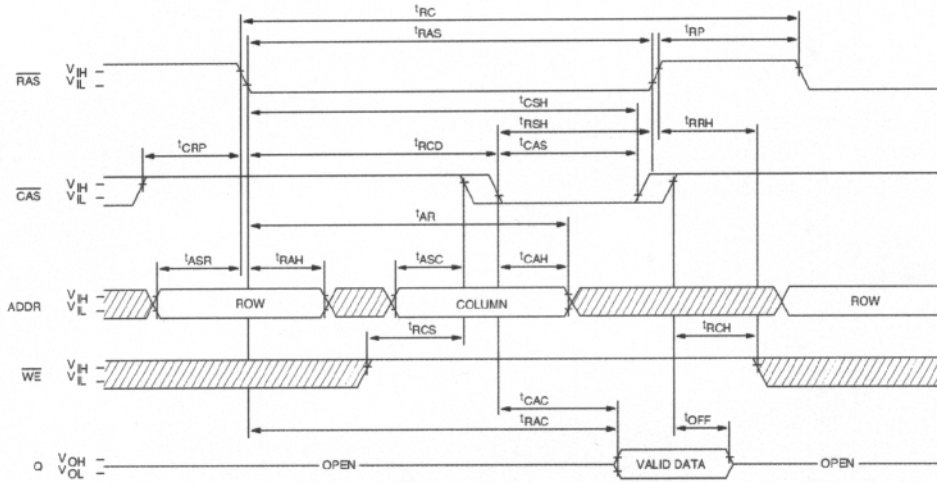 tRC
tRAS
tRP
RAS
VIH
VIL
tCSH
tRSH
tRRH
tCRP
tRCD
tCAS
CAS
VIH
VIL
tAR
tASR
tRAH
tASC
tCAH
ADDR
VIH
VIL
ROW
COLUMN
ROW
tRCS
tRCH
WE
VIH
VIL
tCAC
tRAC
tOFF
Q
VOH
VOL
OPEN
VALID DATA
OPEN